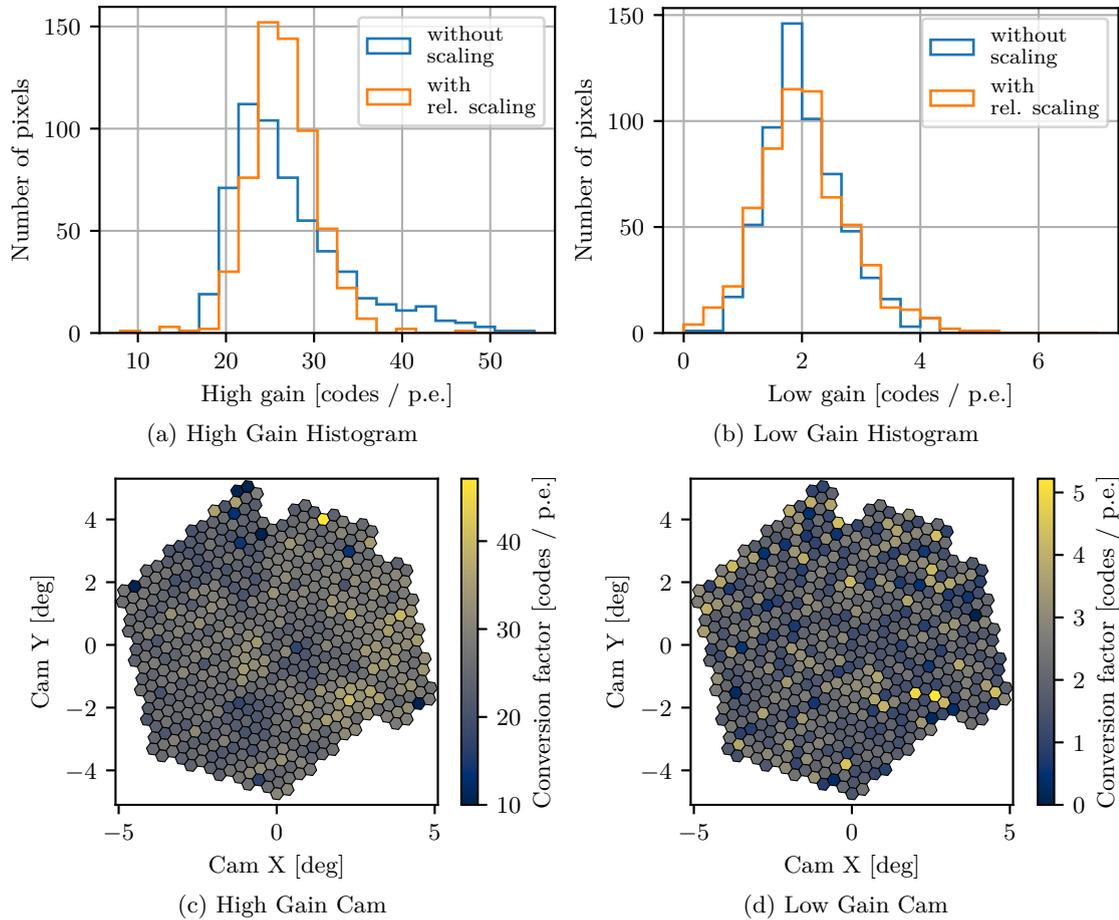 150
100
50
0
Number of pixels
without
scaling
with
rel. scaling
10
20
30
40
50
High gain [codes / p.e.]
(a) High Gain Histogram
150
100
50
0
Number of pixels
without
scaling
with
rel. scaling
0
2
4
6
Low gain [codes / p.e.]
(b) Low Gain Histogram
4
2
0
−2
−4
Cam Y [deg]
−5
0
5
Cam X [deg]
40
30
20
10
Conversion factor [codes / p.e.]
(c) High Gain Cam
4
2
0
−2
−4
Cam Y [deg]
−5
0
5
Cam X [deg]
5
4
3
2
1
0
Conversion factor [codes / p.e.]
(d) Low Gain Cam